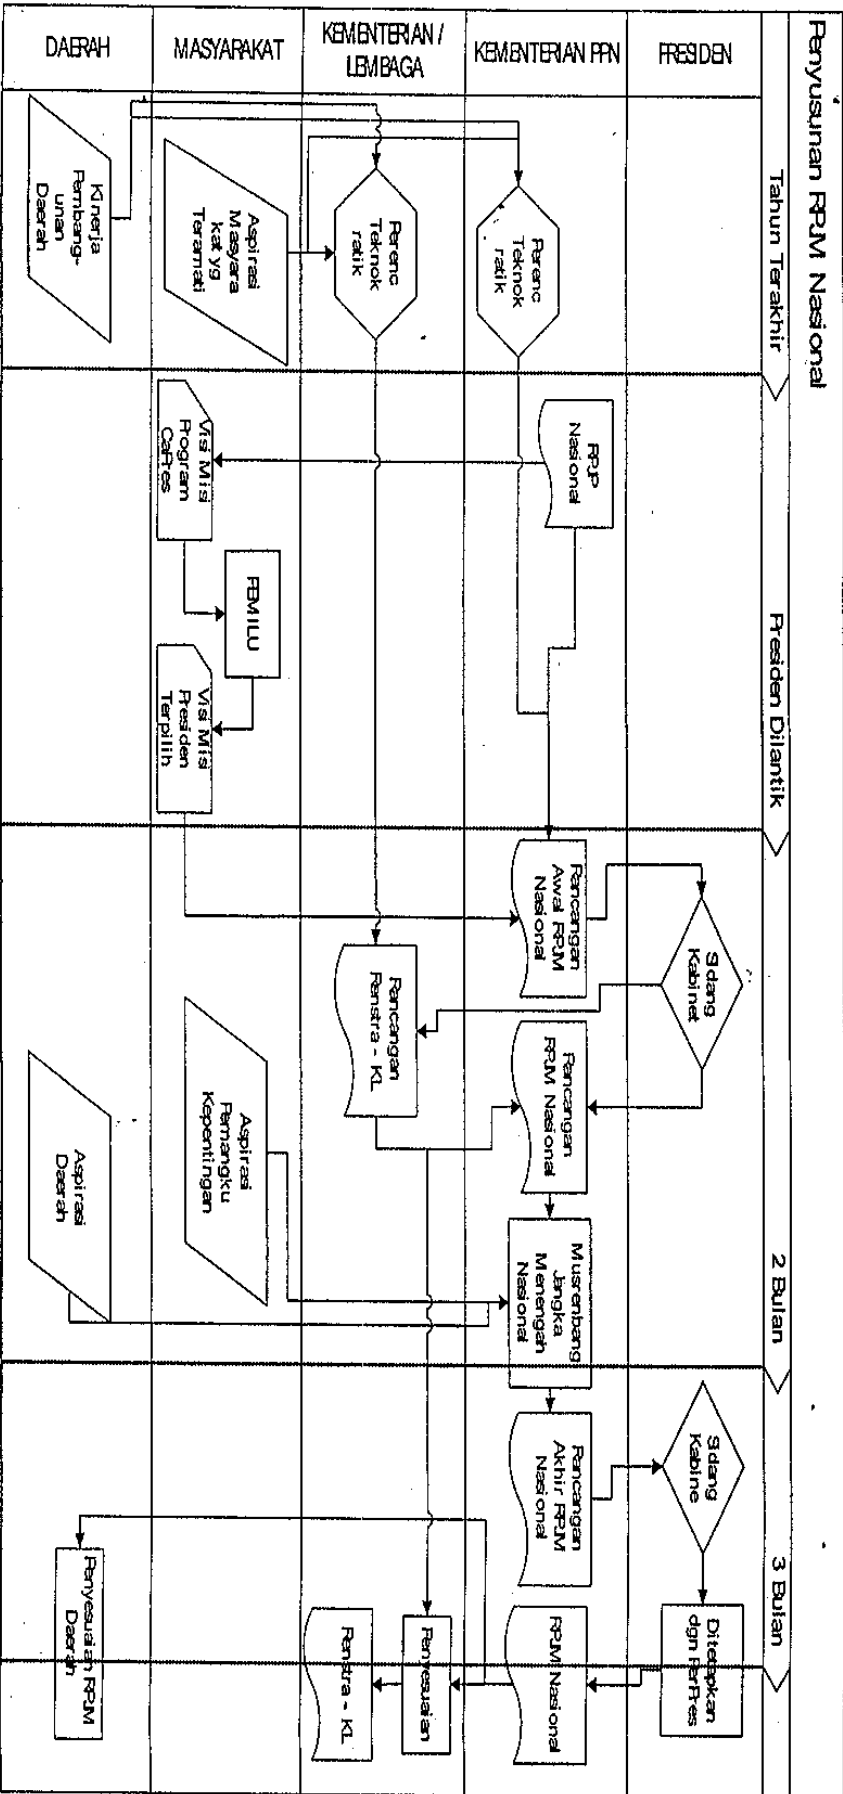 Penyusunan RPJM Nasional
Tahun Terakhir
Presiden Dilantik
2 Bulan
3 Bulan
PRESIDEN
Sidang
Kabinet
Sidang
Kabine
Ditetapkan
dgn PerPres
KEMENTERIAN PPN
Perenc
Teknok
ratik
RPJP
Nasional
Rancangan
Awal RPJM
Nasional
Rancangan
RPJM Nasional
Musrenbang
Jangka
Menengah
Nasional
Rancangan
Akhir RPJM
Nasional
RPJM Nasional
KEMENTERIAN /
LEMBAGA
Perenc
Teknok
ratik
Rancangan
Renstra - KL
Penyesuaian
Renstra - KL
MASYARAKAT
Aspirasi
Masyara
kat yg
Teramati
Visi Misi
Program
CaPres
PEMILU
Visi Misi
Presiden
Terpilih
Aspirasi
Pemangku
Kepentingan
DAERAH
Kinerja
Pembang-
unan
Daerah
Aspirasi
Daerah
Penyesuaian RPJM
Daerah